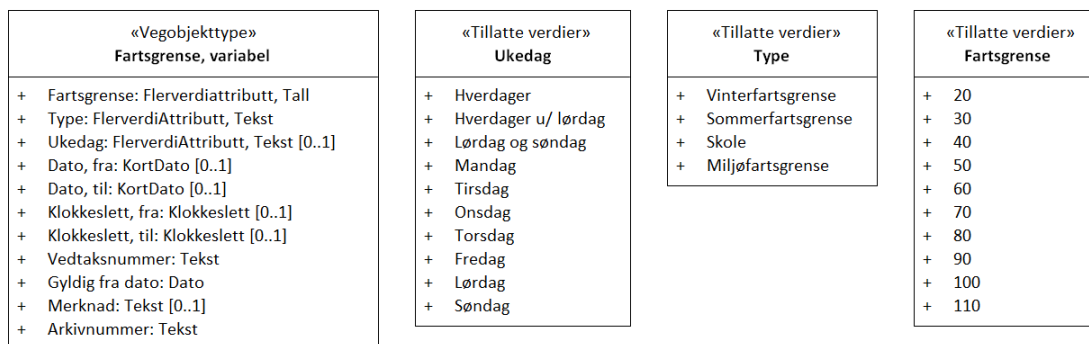 «Vegobjekttype»
Fartsgrense, variabel
+ Fartsgrense: Flerverdiattributt, Tall
+ Type: FlerverdiAttributt, Tekst
+ Ukedag: FlerverdiAttributt, Tekst [0..1]
+ Dato, fra: KortDato [0..1]
+ Dato, til: KortDato [0..1]
+ Klokkeslett, fra: Klokkeslett [0..1]
+ Klokkeslett, til: Klokkeslett [0..1]
+ Vedtaksnummer: Tekst
+ Gyldig fra dato: Dato
+ Merknad: Tekst [0..1]
+ Arkivnummer: Tekst
«Tillatte verdier»
Ukedag
+ Hverdager
+ Hverdager u/ lørdag
+ Lørdag og søndag
+ Mandag
+ Tirsdag
+ Onsdag
+ Torsdag
+ Fredag
+ Lørdag
+ Søndag
«Tillatte verdier»
Type
+ Vinterfartsgrense
+ Sommerfartsgrense
+ Skole
+ Miljøfartsgrense
«Tillatte verdier»
Fartsgrense
+ 20
+ 30
+ 40
+ 50
+ 60
+ 70
+ 80
+ 90
+ 100
+ 110